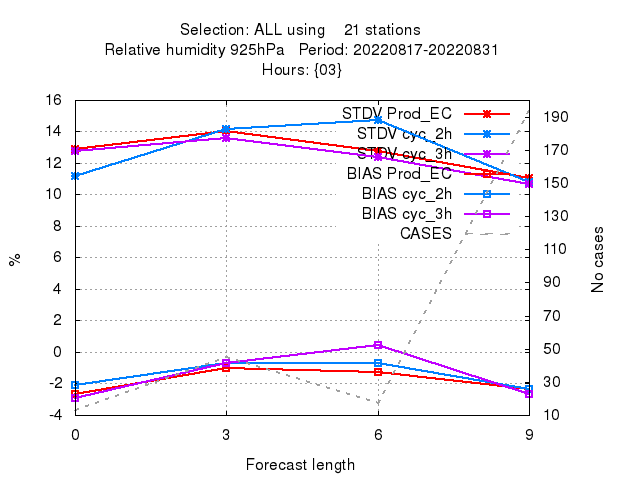 Selection: ALL using    21 stations
Relative humidity 925hPa   Period: 20220817-20220831
Hours: {03}
STDV Prod_EC
STDV cyc_2h
STDV cyc_3h
BIAS Prod_EC
BIAS cyc_2h
BIAS cyc_3h
CASES
16
14
12
10
8
6
4
2
0
-2
-4
%
190
170
150
130
110
90
70
50
30
10
No cases
0 3 6 9
Forecast length